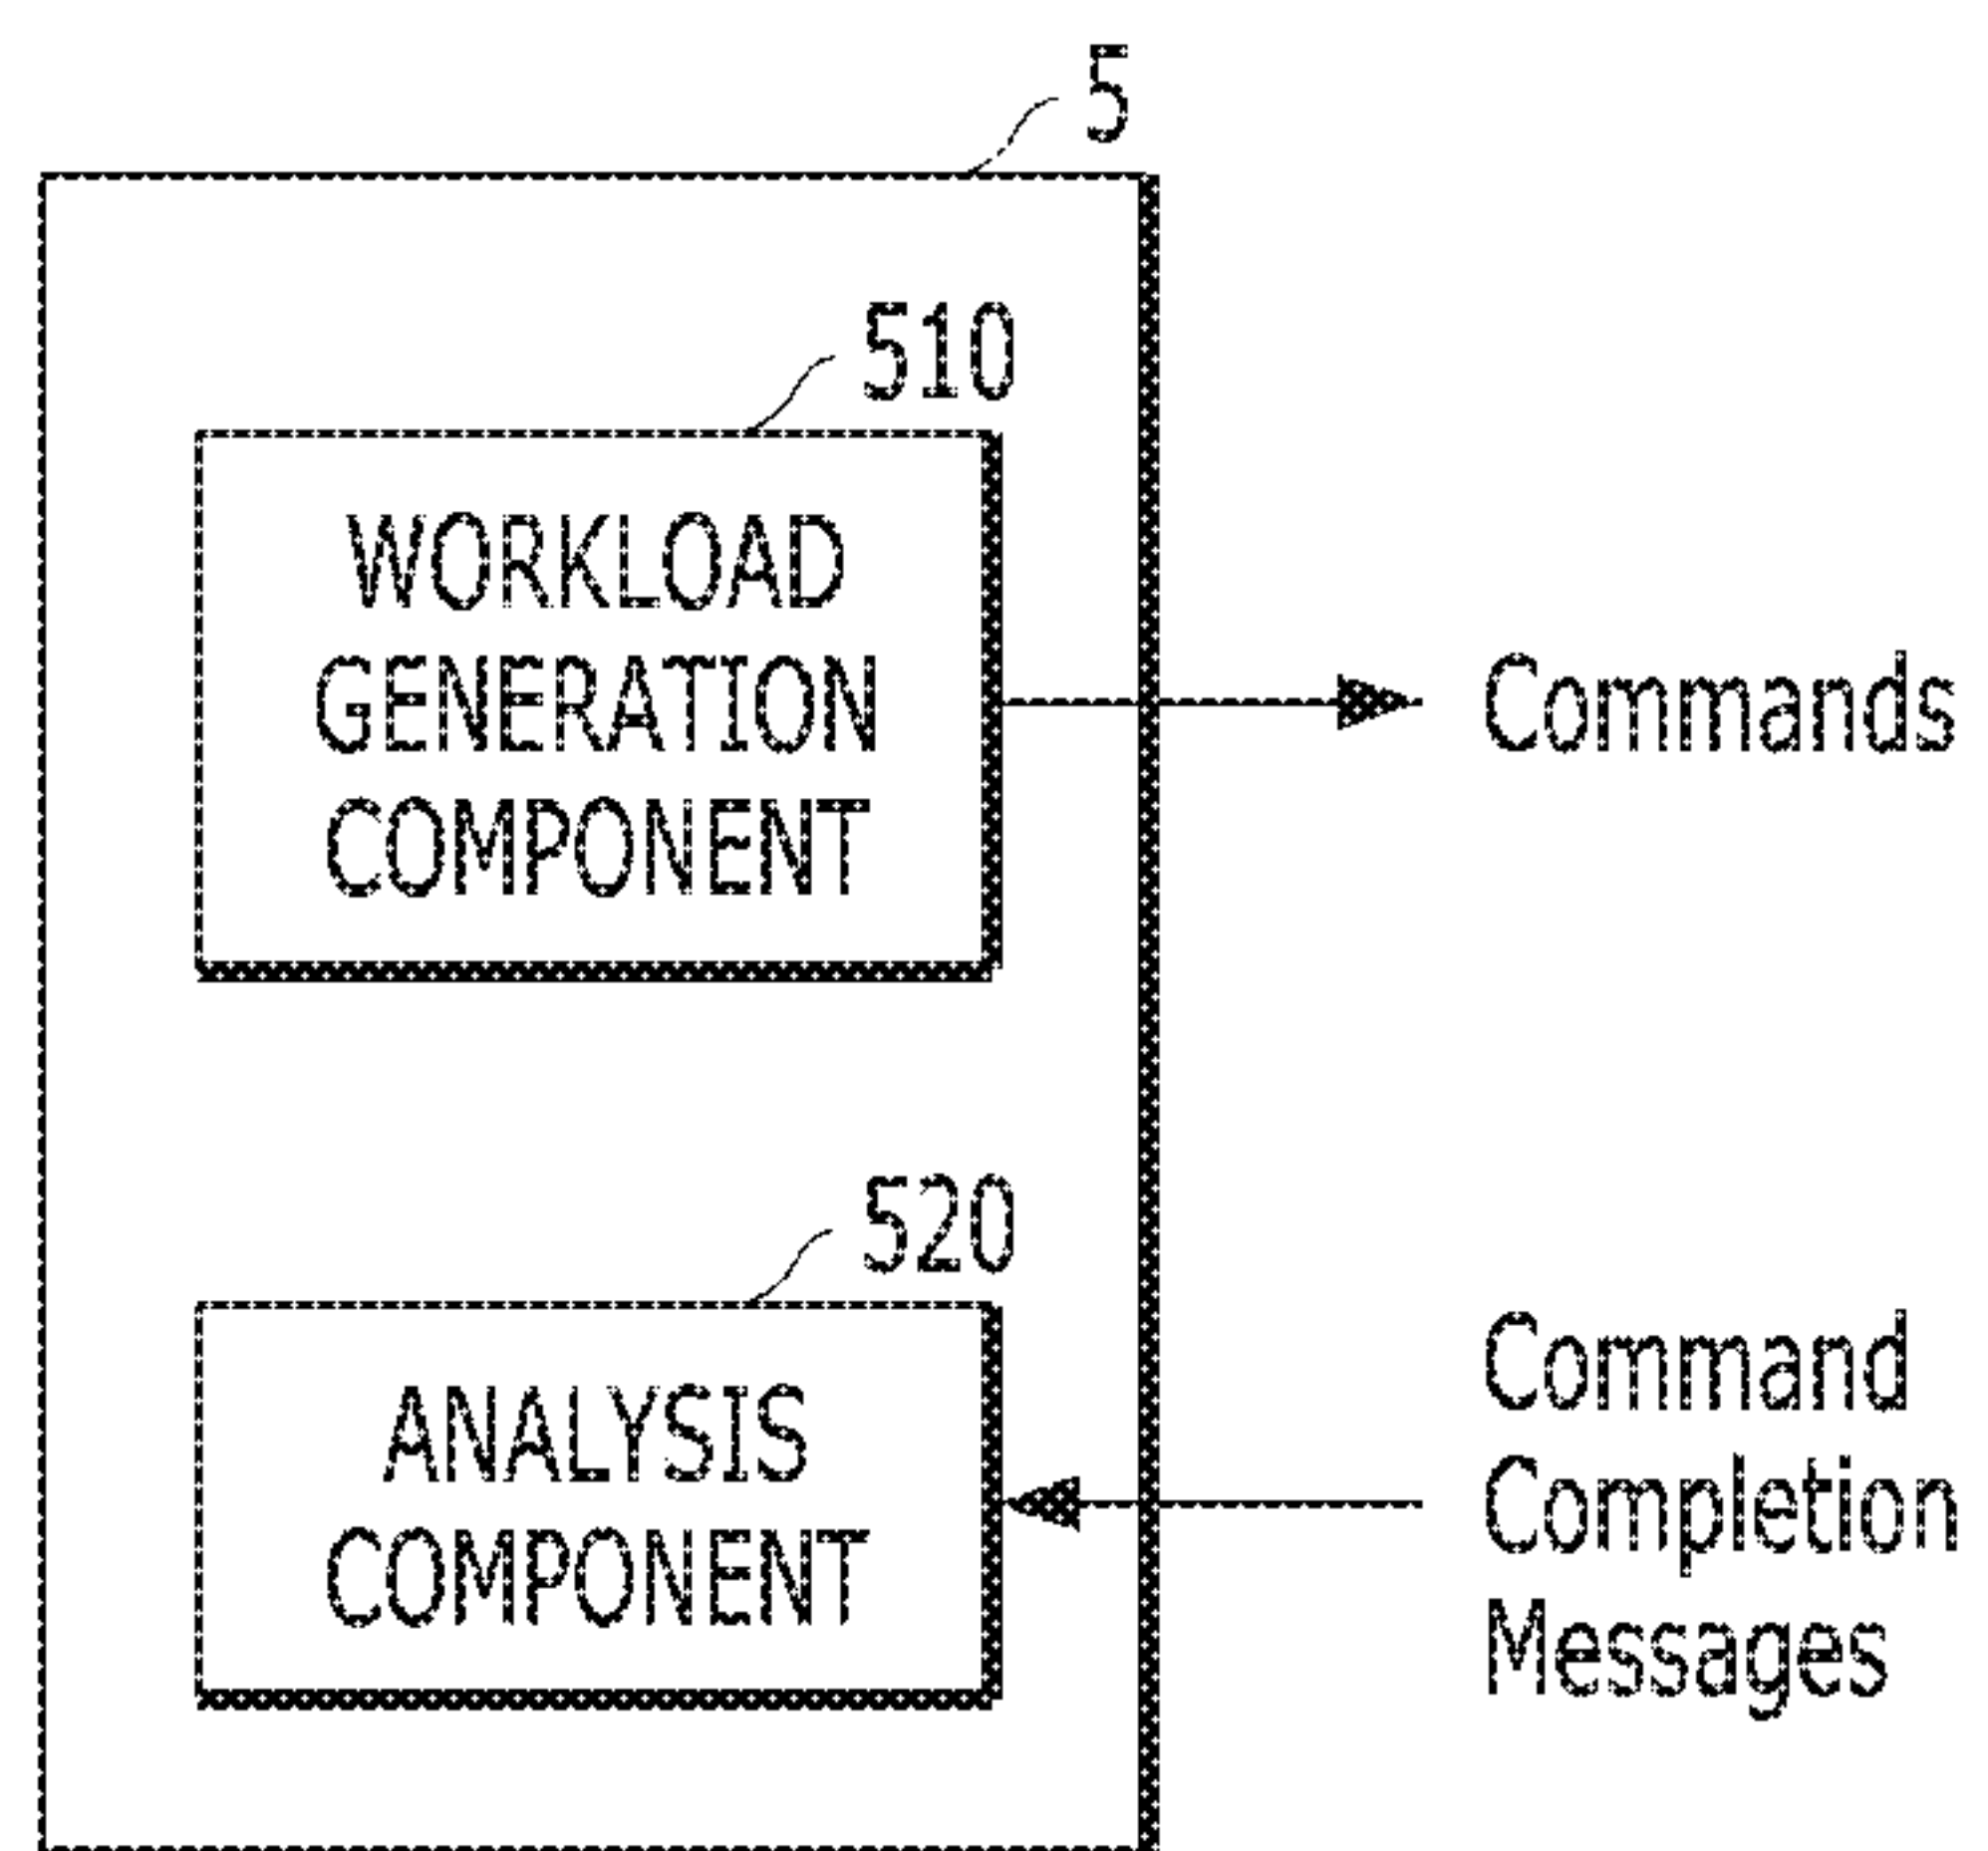 5
510
WORKLOAD
GENERATION
COMPONENT
Commands
520
ANALYSIS
COMPONENT
Command
Completion
Messages